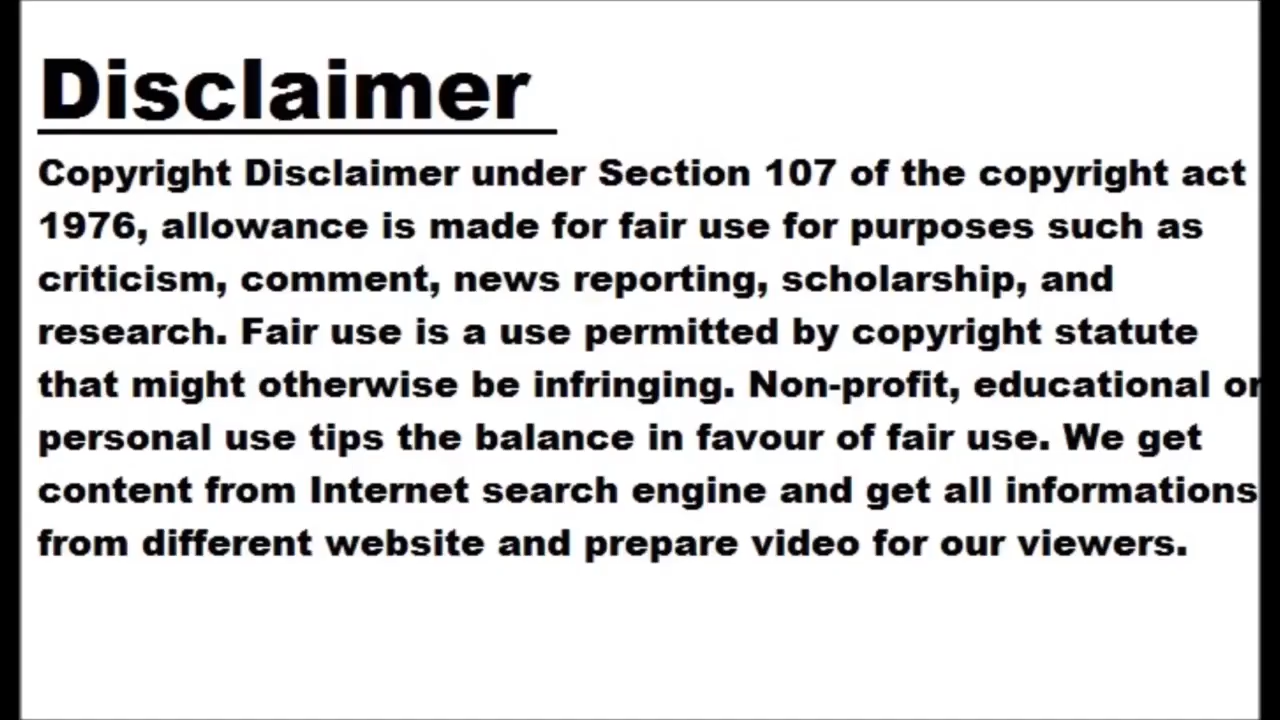 Disclaimer
Copyright Disclaimer under Section 107 of the copyright act
1976, allowance is made for fair use for purposes such as
criticism, comment, news reporting, scholarship, and
research. Fair use is a use permitted by copyright statute
that might otherwise be infringing. Non-profit, educational or
personal use tips the balance in favour of fair use. We get
content from Internet search engine and get all informations
from different website and prepare video for our viewers.